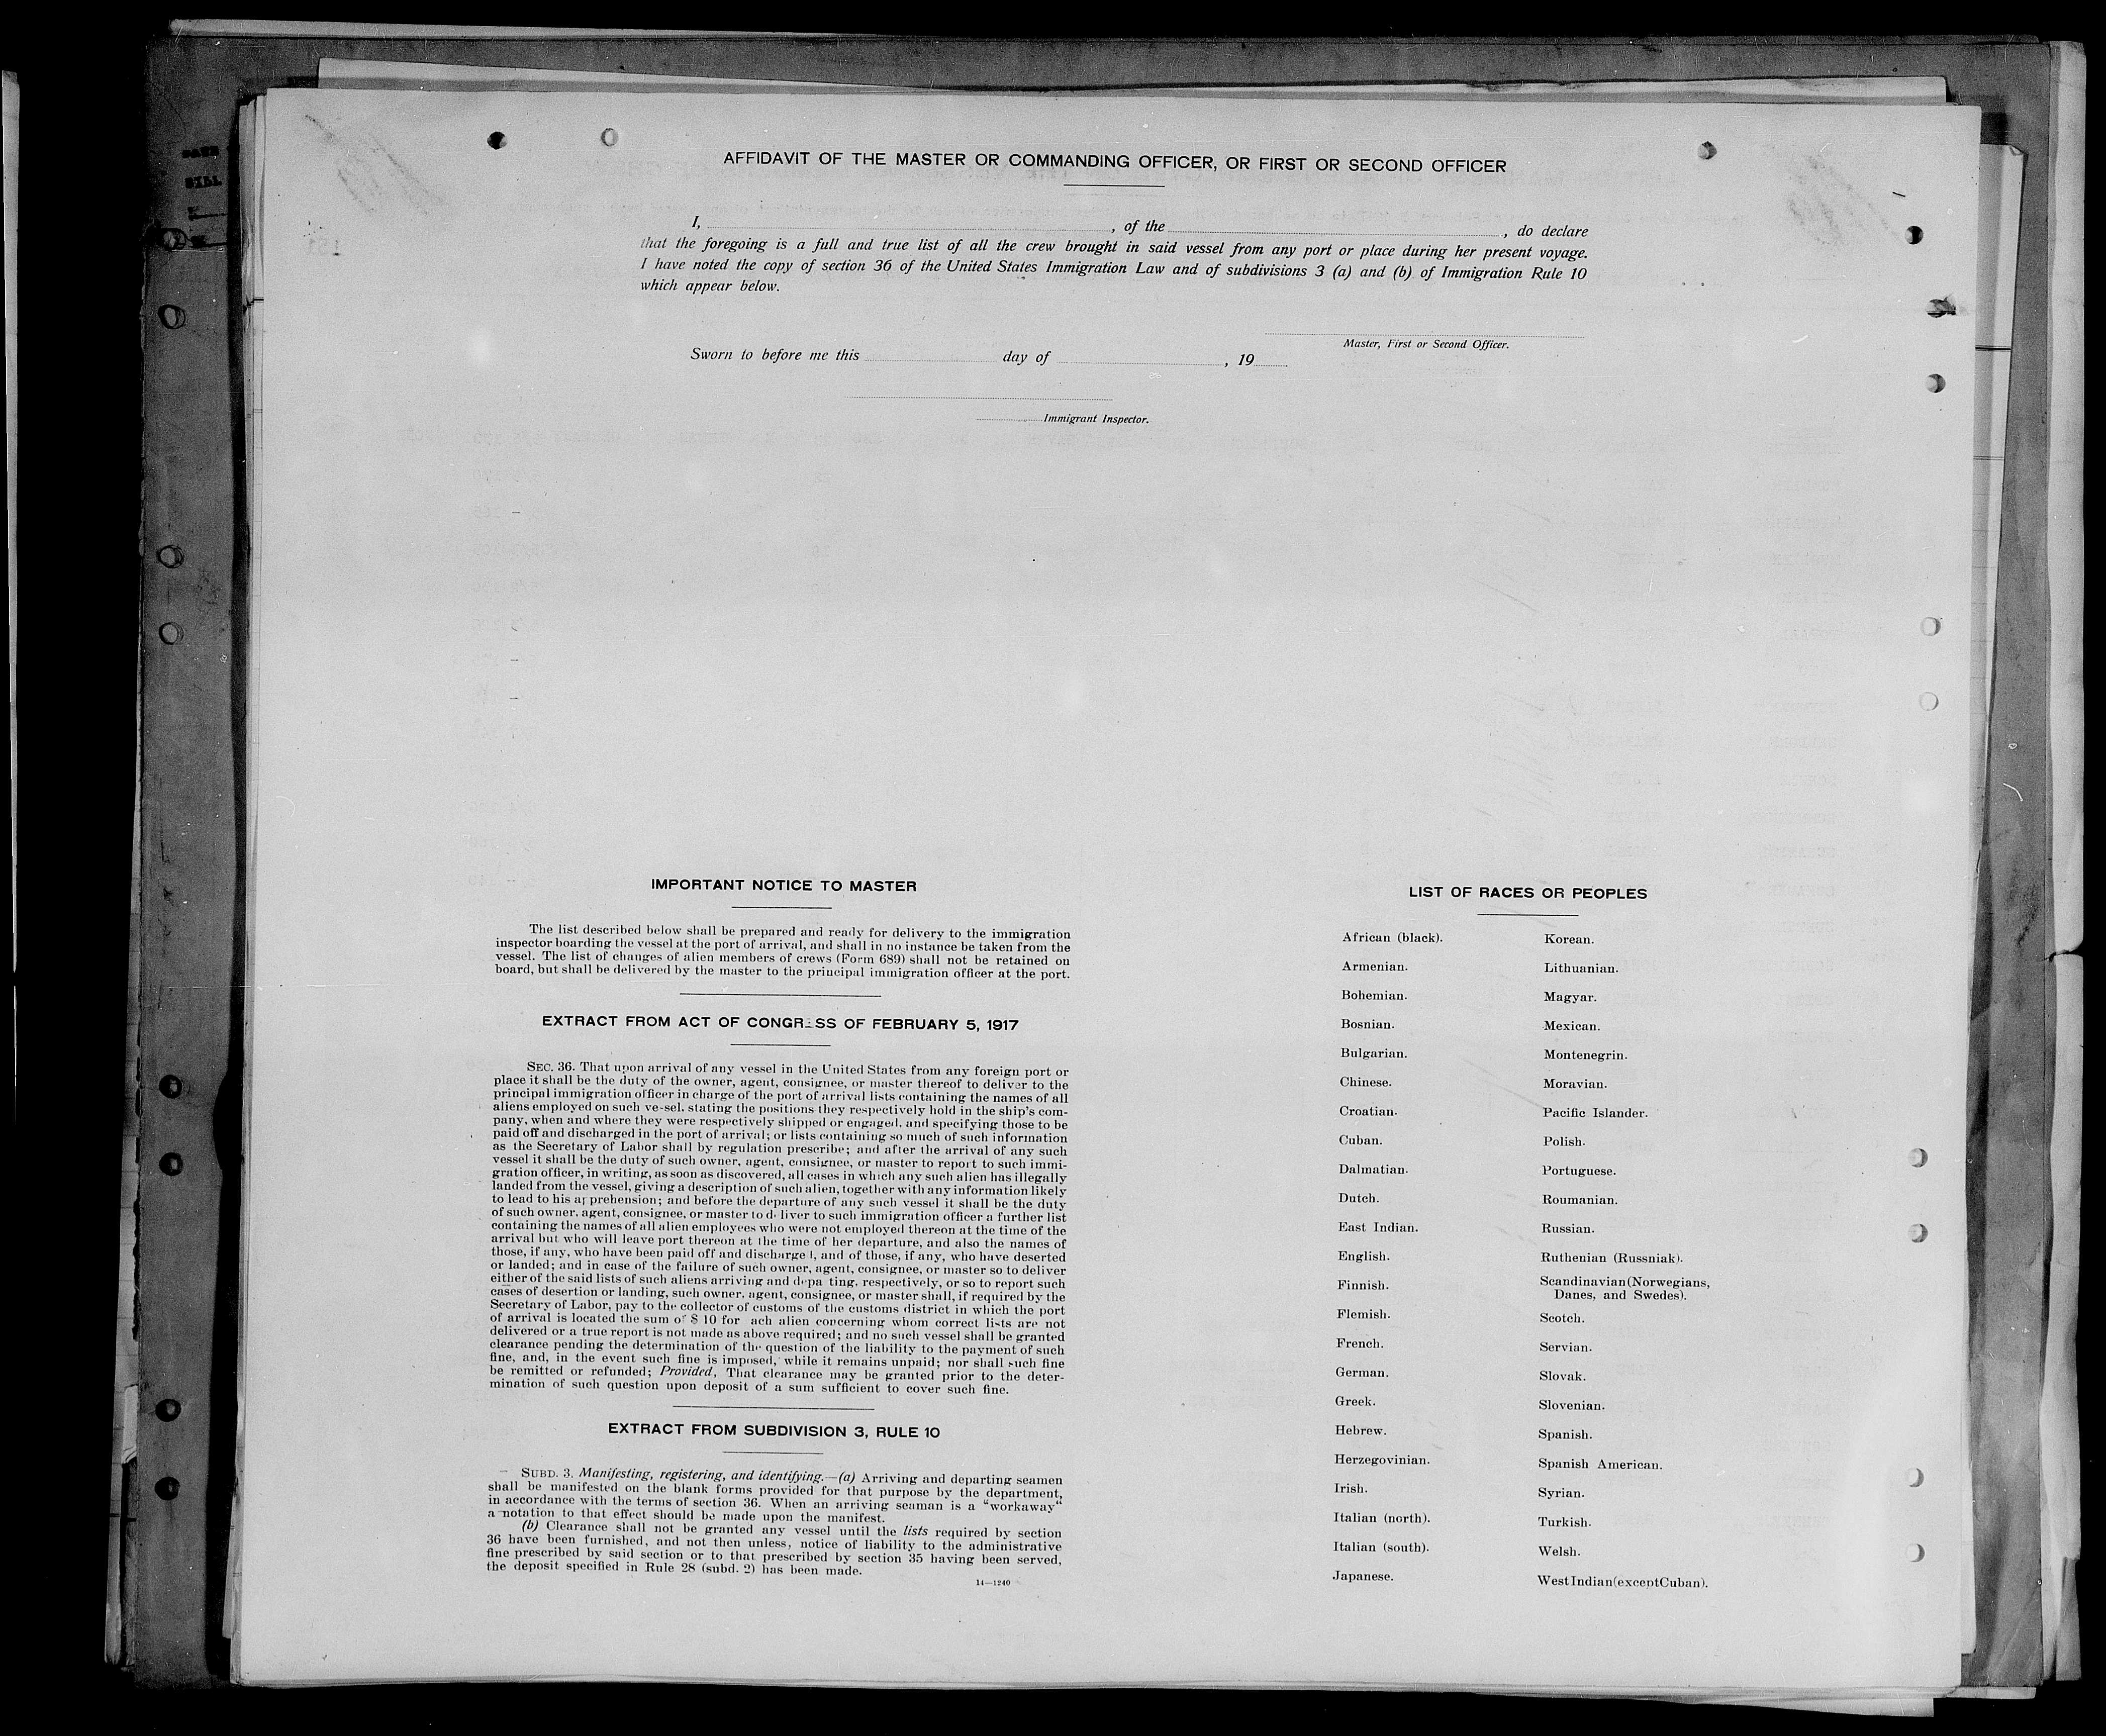 AFFIDAVIT OF THE MASTER OR COMMANDING OFFICER, OR FIRST OR SECOND OFFICER
I, , of the , do declare
that the foregoing is a full and true list of all the crew brought in said vessel from any port or place during her present voyage.
I have noted the copy of section 36 of the United States Immigration Law and of subdivisions 3 (a) and (b) of Immigration Rule 10
which appear below.
Master, First or Second Officer.
Sworn to before me this day of , 19
Immigrant Inspector.
IMPORTANT NOTICE TO MASTER
The list described below shall be prepared and ready for delivery to the immigration
inspector boarding the vessel at the port of arrival, and shall in no instance be taken from the
vessel. The list of changes of alien members of crews (Form 689) shall not be retained on
board, but shall be delivered by the master to the principal immigration officer at the port.
EXTRACT FROM ACT OF CONGRESS OF FEBRUARY 5, 1917
SEC. 36. That upon arrival of any vessel in the United States from any foreign port or
place it shall be the duty of the owner, agent, consignee, or master thereof to deliver to the
principal immigration officer in charge of the port of arrival lists containing the names of all
aliens employed on such ve-sel, stating the positions they respectively hold in the ship's com-
pany, when and where they were respectively shipped or engaged, and specifying those to be
paid off and discharged in the port of arrival; or lists containing so much of such information
as the Secretary of Labor shall by regulation prescribe; and after the arrival of any such
vessel it shall be the duty of such owner, agent, consignee, or master to report to such immi-
gration officer, in writing, as soon as discovered, all cases in which any such alien has illegally
landed from the vessel, giving a description of such alien, together with any information likely
to lead to his apprehension; and before the departure of any such vessel it shall be the duty
of such owner, agent, consignee, or master to d liver to such immigration officer a further list
containing the names of all alien employees who were not employed thereon at the time of the
arrival but who will leave port thereon at the time of her departure, and also the names of
those, if any, who have been paid off and discharged, and of those, if any, who have deserted
or landed; and in case of the failure of such owner, agent, consignee, or master so to deliver
either of the said lists of such aliens arriving and depa ting, respectively, or so to report such
cases of desertion or landing, such owner, agent, consignee, or master shall, if required by the
Secretary of Labor, pay to the collector of customs of the customs district in which the port
of arrival is located the sum of $ 10 for ach alien concerning whom correct lists are not
delivered or a true report is not made as above required; and no such vessel shall be granted
clearance pending the determination of the question of the liability to the payment of such
fine, and, in the event such fine is imposed, while it remains unpaid; nor shall such fine
be remitted or refunded; Provided, That clearance may be granted prior to the deter-
mination of such question upon deposit of a sum sufficient to cover such fine.
EXTRACT FROM SUBDIVISION 3, RULE 10
SUBD. 3. Manifesting, registering, and identifying.—(a) Arriving and departing seamen
shall be manifested on the blank forms provided for that purpose by the department,
in accordance with the terms of section 36. When an arriving seaman is a “workaway“
a notation to that effect should be made upon the manifest.
(b) Clearance shall not be granted any vessel until the lists required by section
36 have been furnished, and not then unless, notice of liability to the administrative
fine prescribed by said section or to that prescribed by section 35 having been served,
the deposit specified in Rule 28 (subd. 2) has been made.
14—1240
LIST OF RACES OR PEOPLES
African (black).
Armenian.
Bohemian.
Bosnian.
Bulgarian.
Chinese.
Croatian.
Cuban.
Dalmatian.
Dutch.
East Indian.
English.
Finnish.
Flemish.
French.
German.
Greek.
Hebrew.
Herzegovinian.
Irish.
Italian (north).
Italian (south).
Japanese.
Korean.
Lithuanian.
Magyar.
Mexican.
Montenegrin.
Moravian.
Pacific Islander.
Polish.
Portuguese.
Roumanian.
Russian.
Ruthenian (Russniak).
Scandinavian (Norwegians,
Danes, and Swedes).
Scotch.
Servian.
Slovak.
Slovenian.
Spanish.
Spanish American.
Syrian.
Turkish.
Welsh.
West Indian (except Cuban).